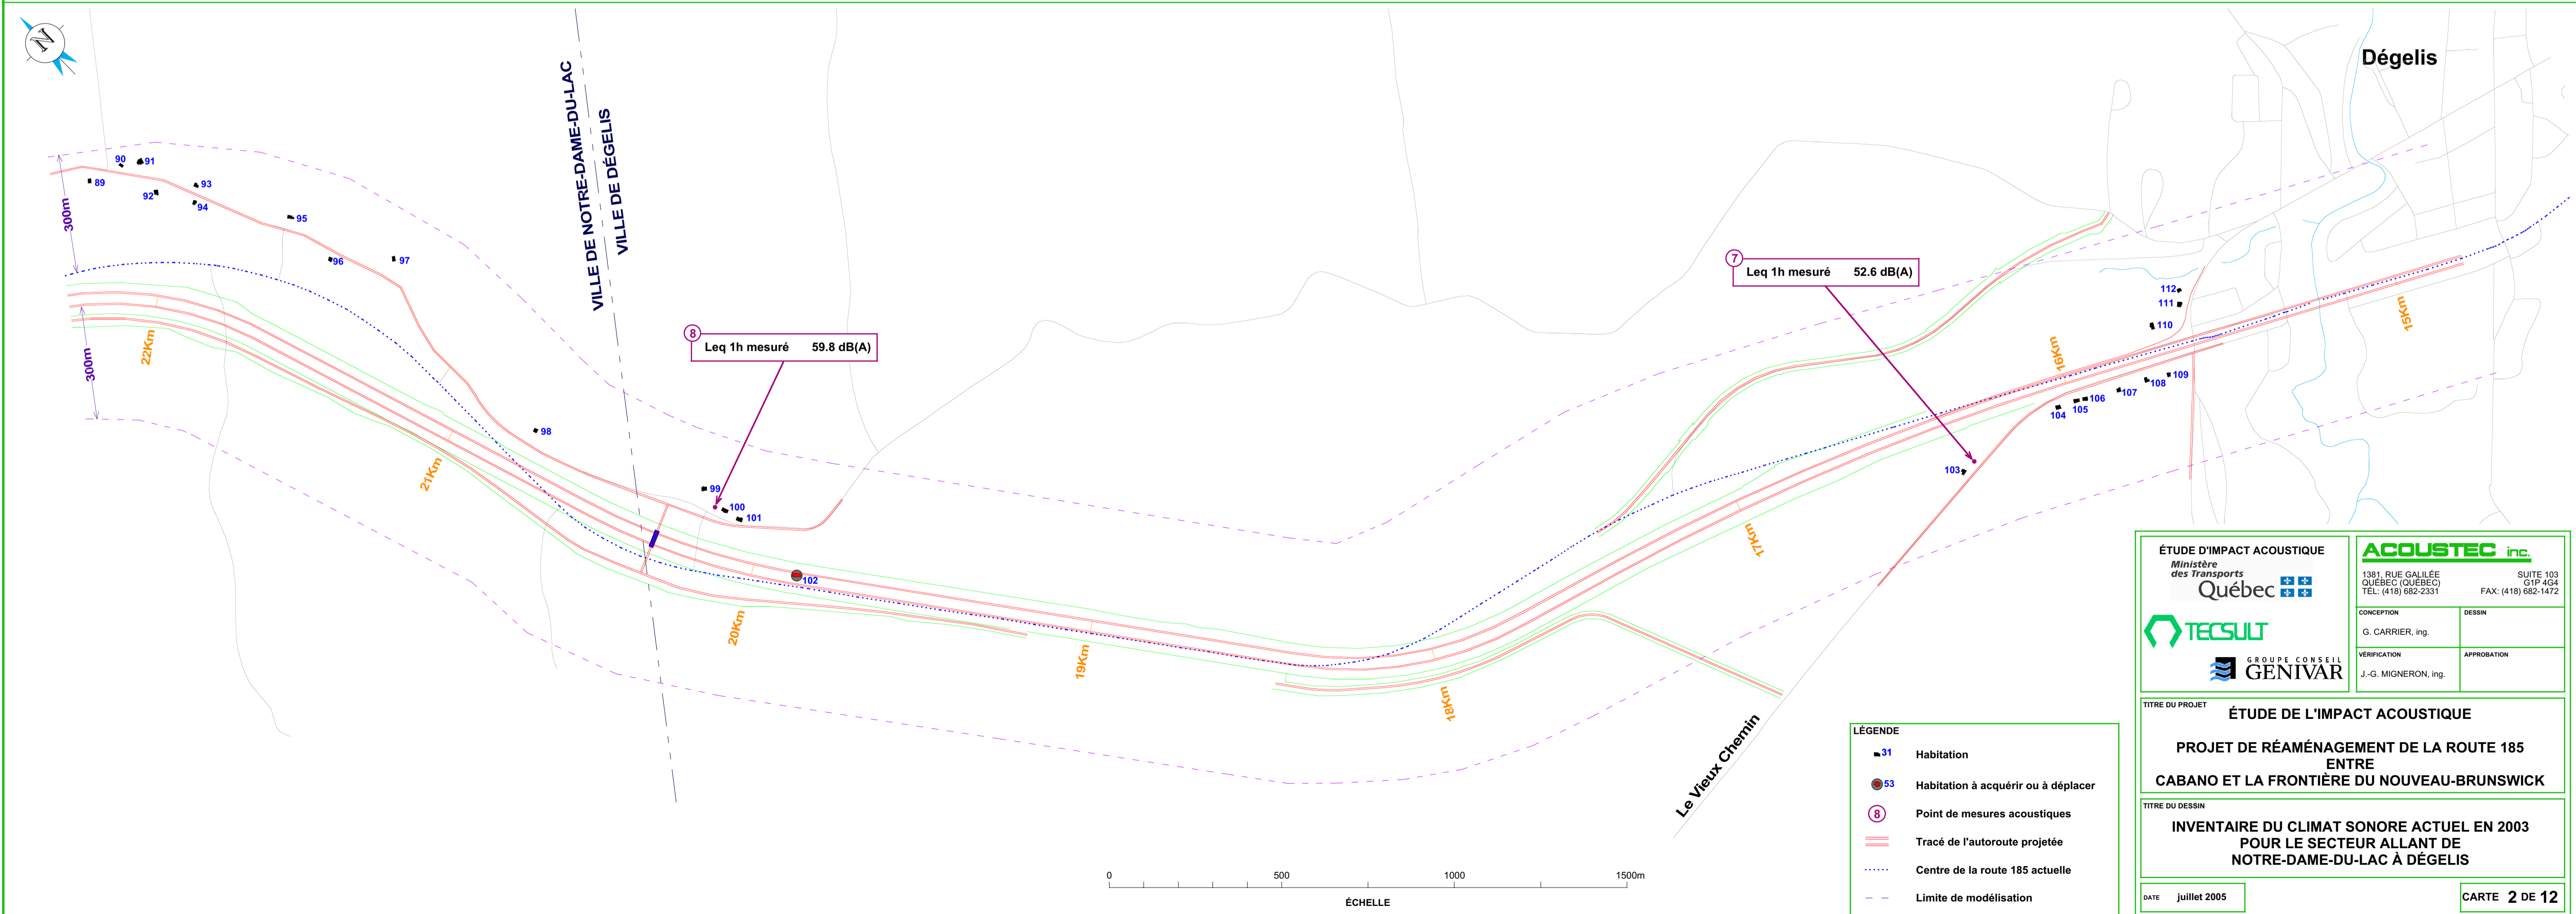 N
Dégelis
VILLE DE NOTRE-DAME-DU-LAC
VILLE DE DÉGELIS
300m
300m
89
90
91
92
93
94
95
96
97
98
99
100
101
102
103
104
105
106
107
108
109
110
111
112
22Km
21Km
20Km
19Km
18Km
17Km
16Km
15Km
8
Leq 1h mesuré 59.8 dB(A)
7
Leq 1h mesuré 52.6 dB(A)
Le Vieux Chemin
0 500 1000 1500m
ÉCHELLE
LÉGENDE
31 Habitation
53 Habitation à acquérir ou à déplacer
8 Point de mesures acoustiques
Tracé de l'autoroute projetée
Centre de la route 185 actuelle
Limite de modélisation
ÉTUDE D'IMPACT ACOUSTIQUE
Ministère
des Transports
Québec
TECSULT
GROUPE CONSEIL
GENIVAR
ACOUSTEC inc.
1381, RUE GALILÉE SUITE 103
QUÉBEC (QUÉBEC) G1P 4G4
TÉL: (418) 682-2331 FAX: (418) 682-1472
CONCEPTION DESSIN
G. CARRIER, ing.
VÉRIFICATION APPROBATION
J.-G. MIGNERON, ing.
TITRE DU PROJET
ÉTUDE DE L'IMPACT ACOUSTIQUE
PROJET DE RÉAMÉNAGEMENT DE LA ROUTE 185
ENTRE
CABANO ET LA FRONTIÈRE DU NOUVEAU-BRUNSWICK
TITRE DU DESSIN
INVENTAIRE DU CLIMAT SONORE ACTUEL EN 2003
POUR LE SECTEUR ALLANT DE
NOTRE-DAME-DU-LAC À DÉGELIS
DATE juillet 2005
CARTE 2 DE 12